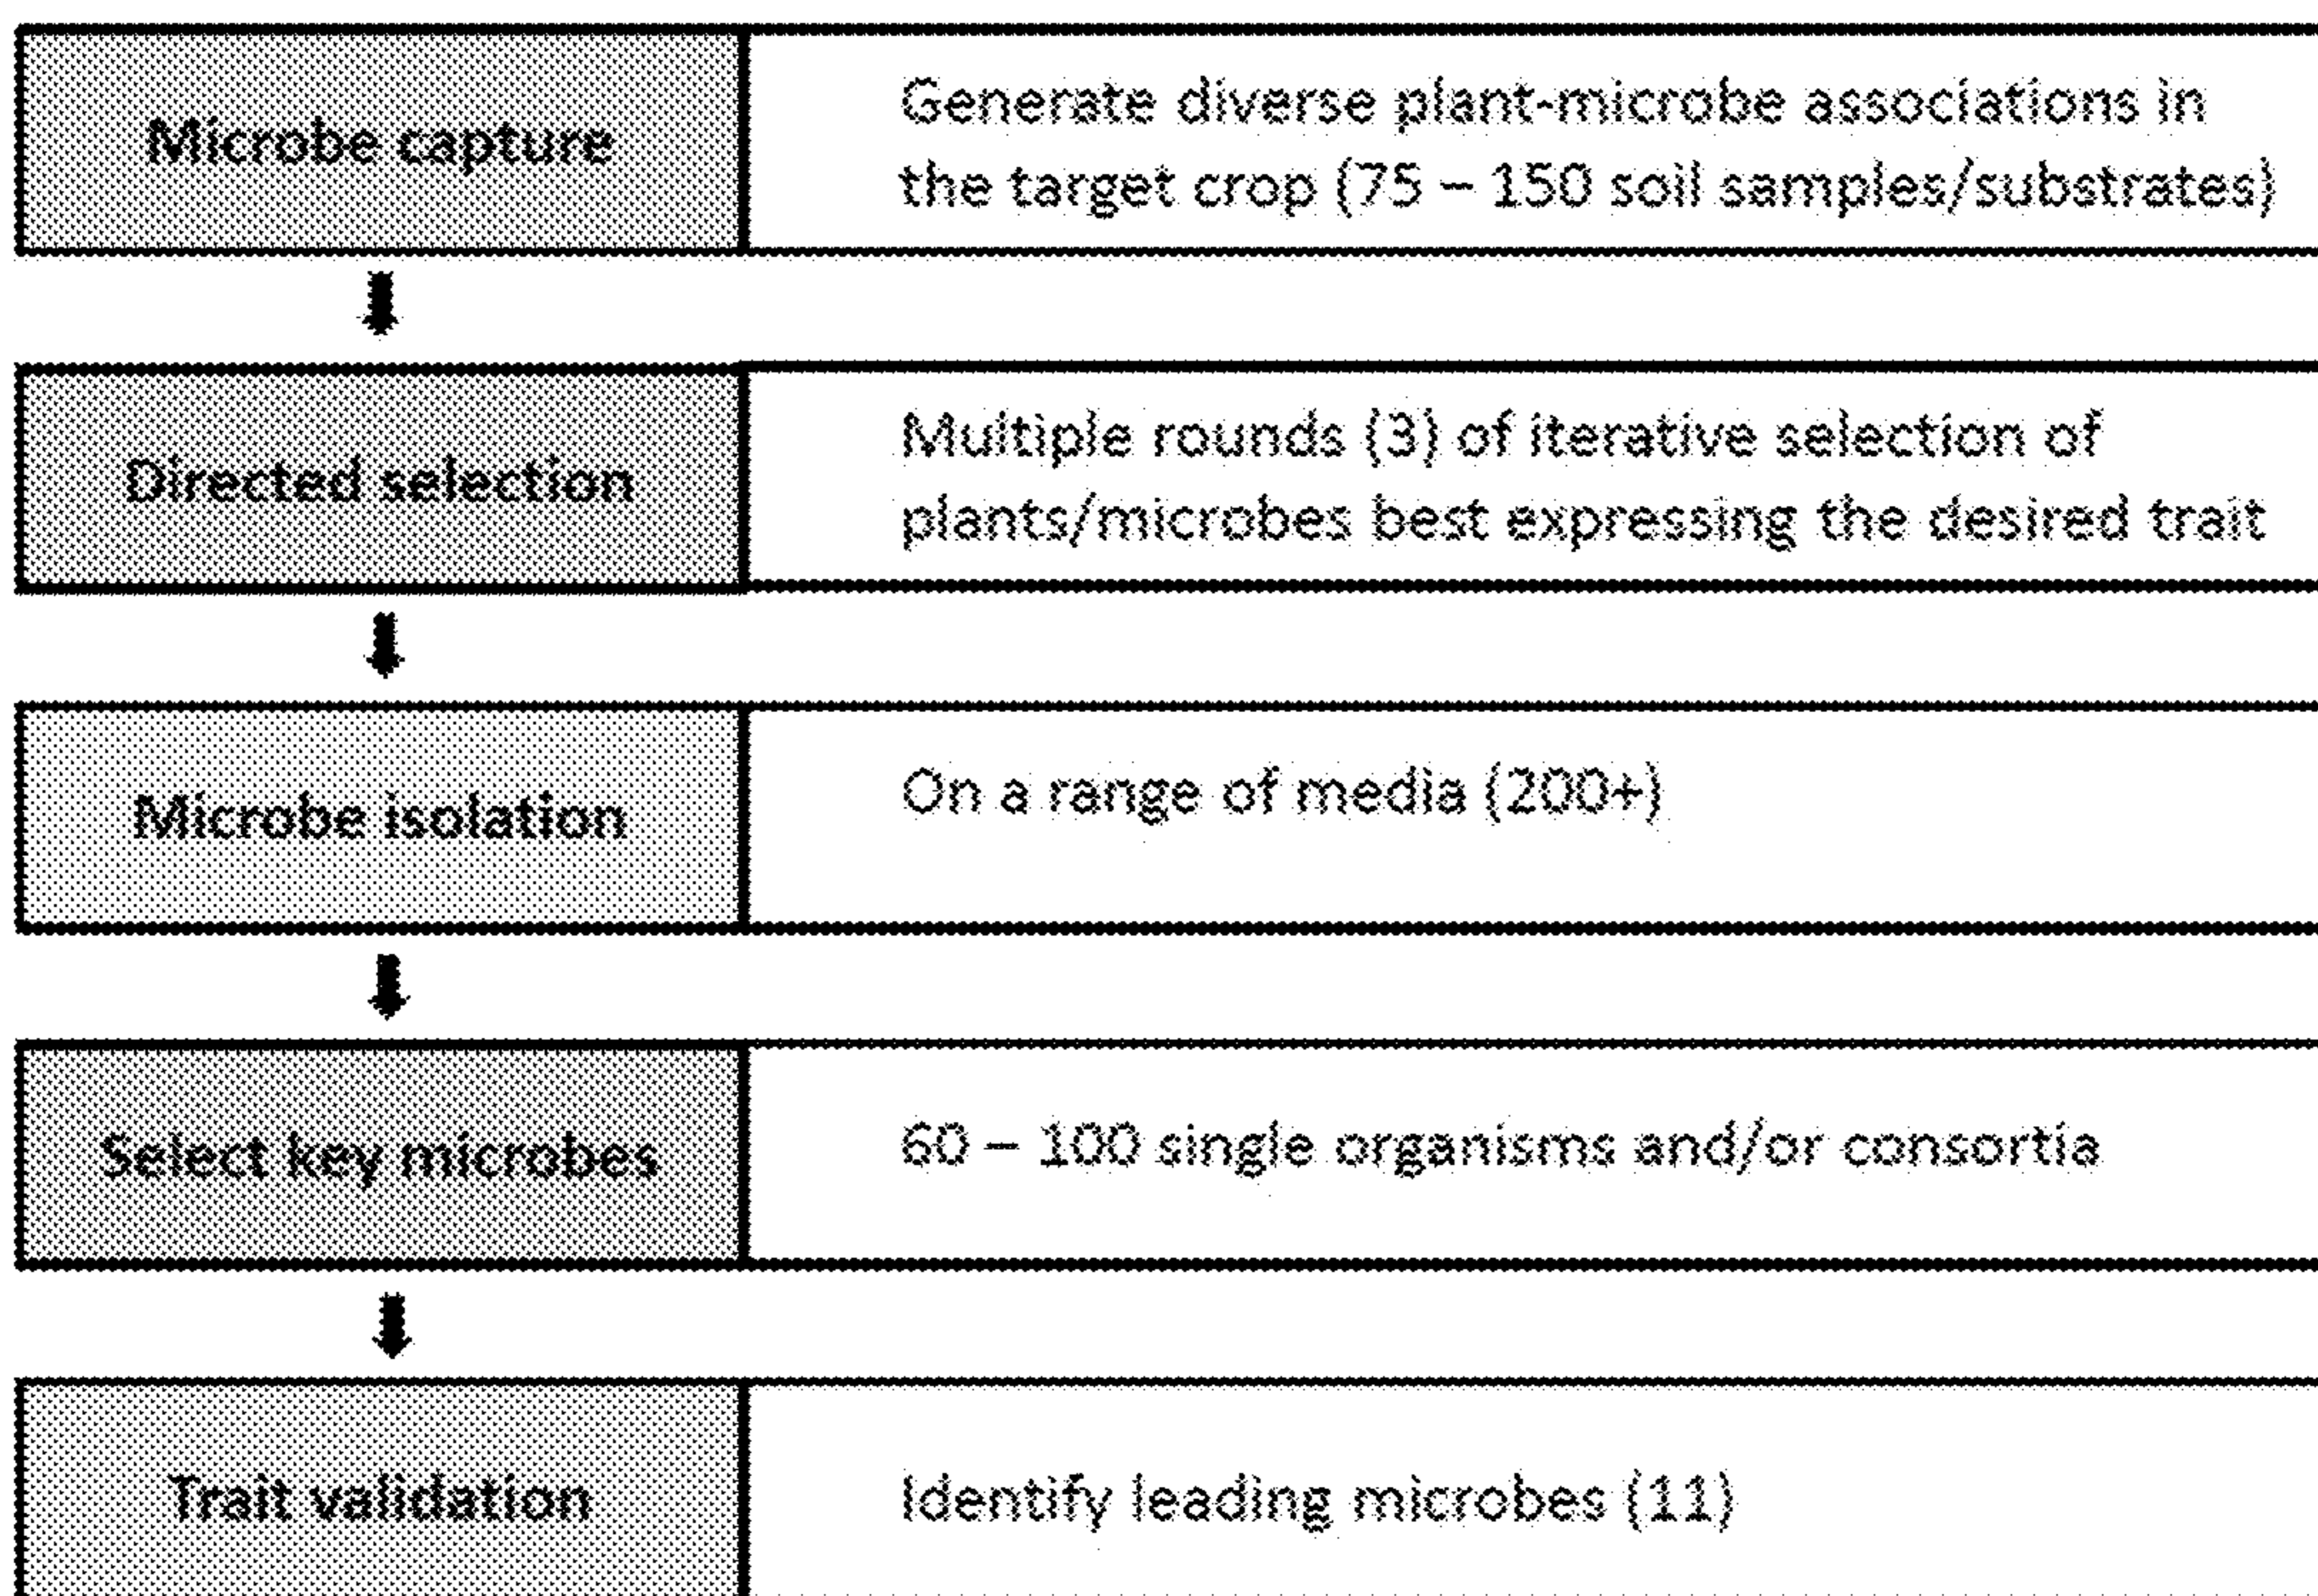 Microbe capture
Generate diverse plant-microbe associations in
the target crop (75 – 150 soil samples/substrates)
Directed selection
Multiple rounds (3) of iterative selection of
plants/microbes best expressing the desired trait
Microbe isolation
On a range of media (200+)
Select key microbes
60 – 100 single organisms and/or consortia
Trait validation
Identify leading microbes (11)